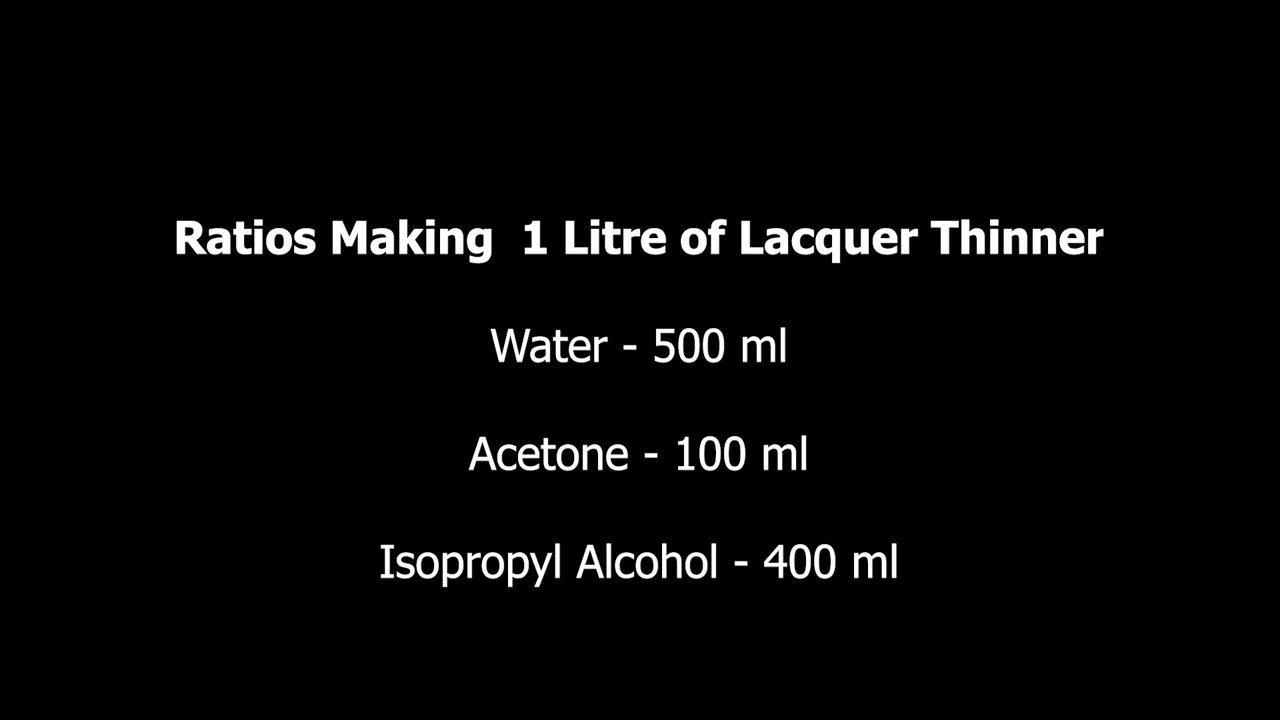 Ratios Making  1 Litre of Lacquer Thinner
Water - 500 ml
Acetone - 100 ml
Isopropyl Alcohol - 400 ml